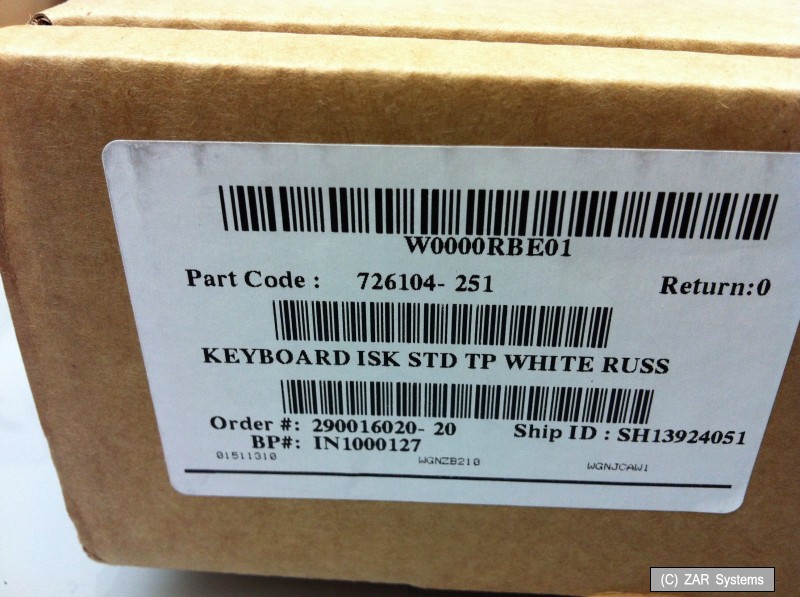 W0000RBE01
Part Code : 726104- 251 Return:0
KEYBOARD ISK STD TP WHITE RUSS
Order #: 290016020- 20 Ship ID : SH13924051
BP#: IN1000127
01511310 WGNZB210 WGNJCAW1
(C) ZAR Systems